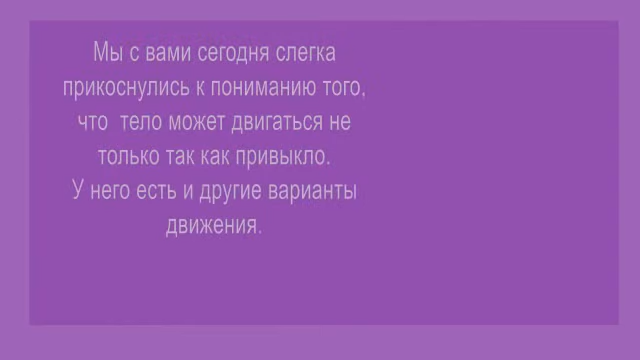 Мы с вами сегодня слегка
прикоснулись к пониманию того,
что  тело может двигаться не
только так как привыкло.
У него есть и другие варианты
движения.